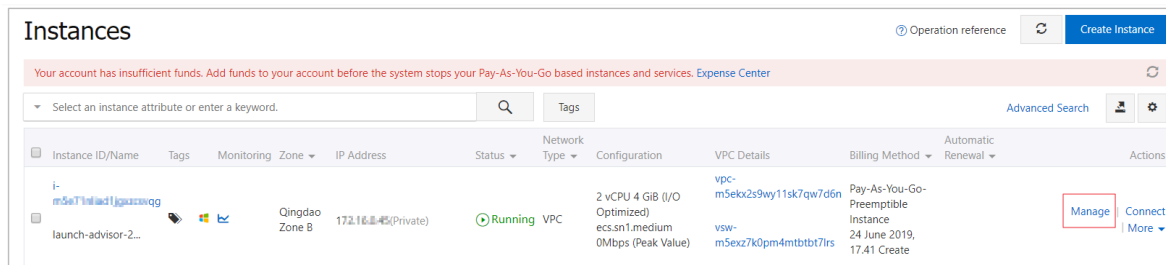 Instances
Operation reference
Create Instance
Your account has insufficient funds. Add funds to your account before the system stops your Pay-As-You-Go based instances and services. Expense Center
Select an instance attribute or enter a keyword.
Tags
Advanced Search
Instance ID/Name
Tags
Monitoring
Zone
IP Address
Status
Network
Type
Configuration
VPC Details
Billing Method
Automatic
Renewal
Actions
i-
launch-advisor-2...
Qingdao
Zone B
(Private)
Running
VPC
2 vCPU 4 GiB (I/O
Optimized)
ecs.sn1.medium
0Mbps (Peak Value)
vpc-
m5ekx2s9wy11sk7qw7d6n
vsw-
m5exz7k0pm4mtbtbt7lrs
Pay-As-You-Go-
Preemptible
Instance
24 June 2019,
17.41 Create
Manage | Connect
| More